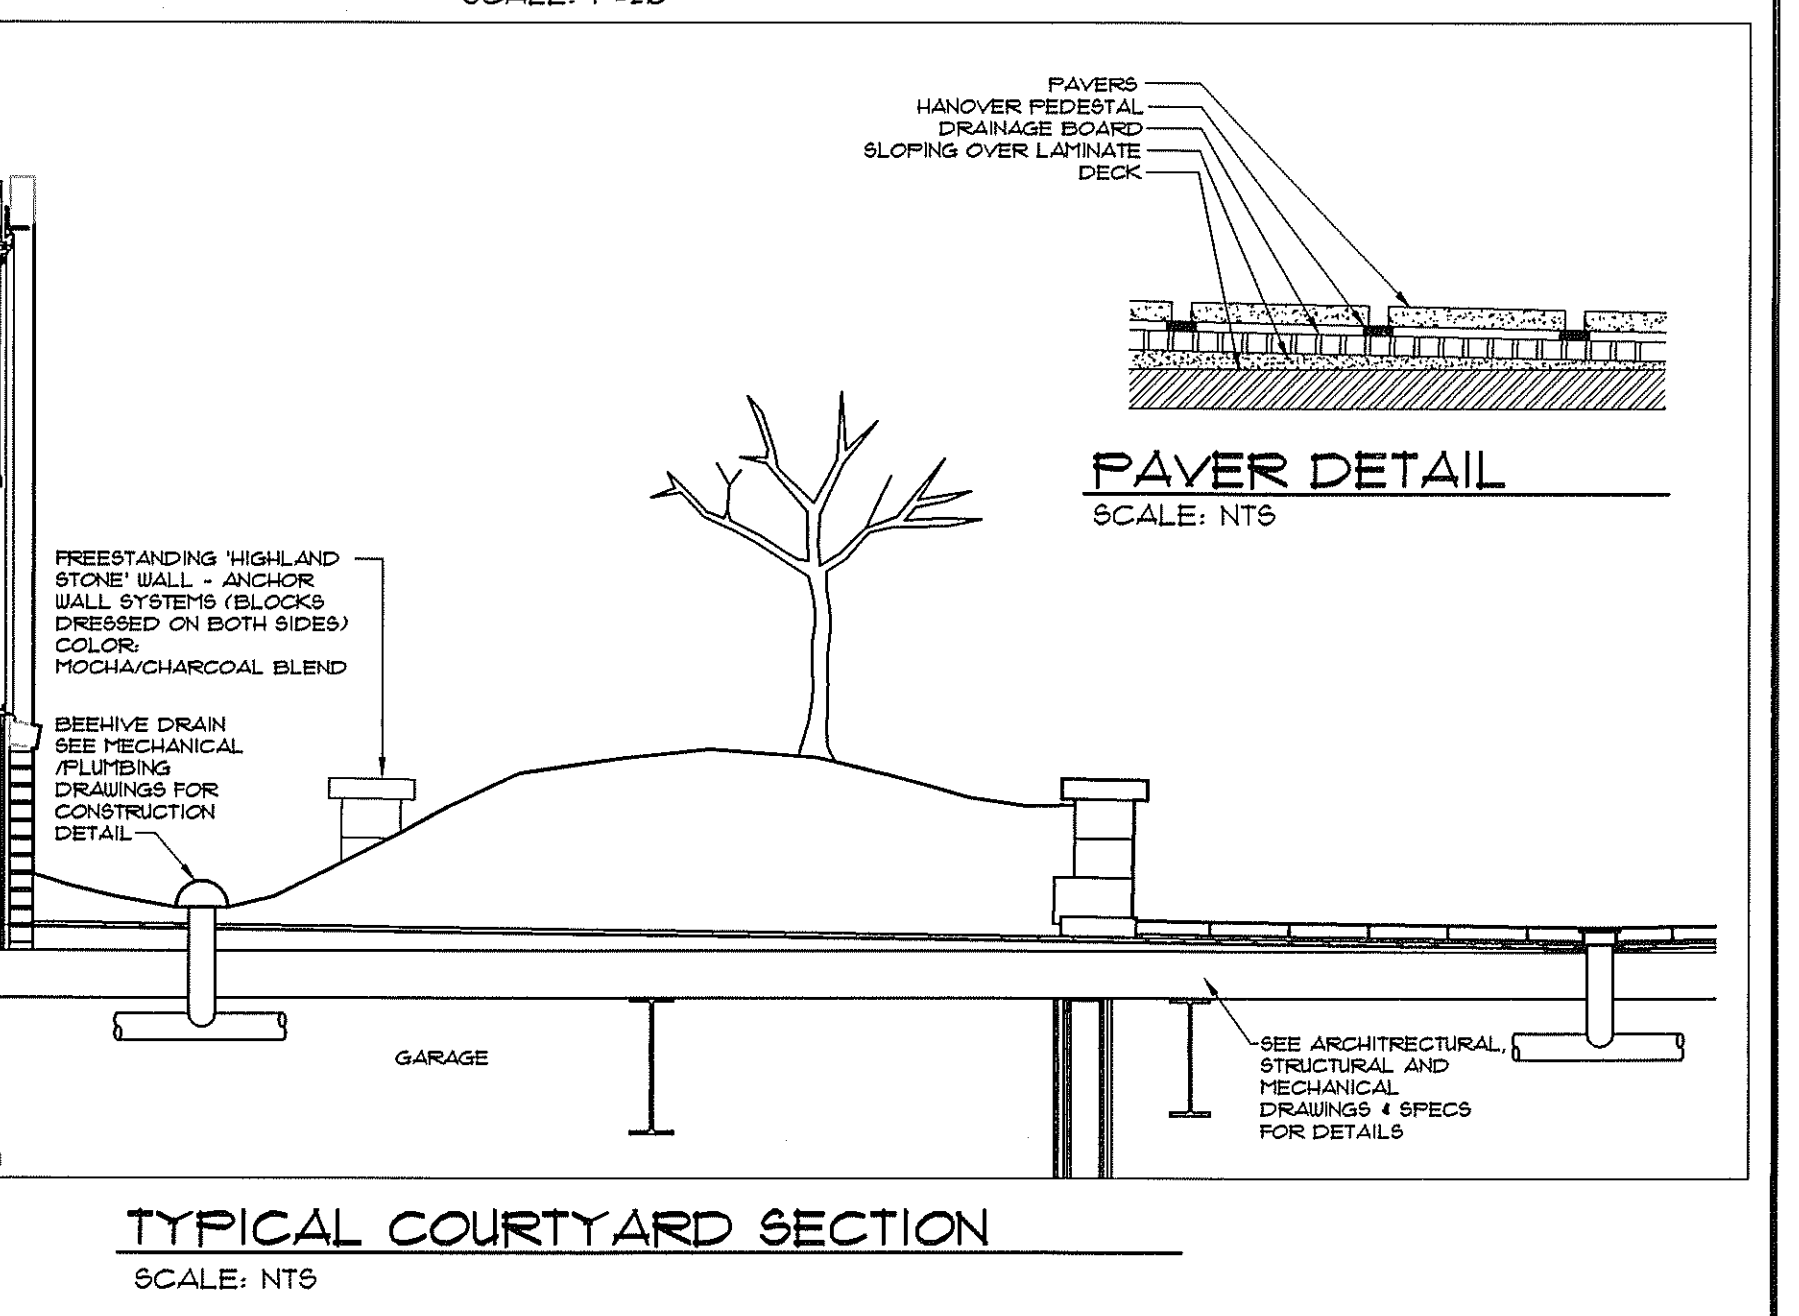 PAVERS
HANOVER PEDESTAL
DRAINAGE BOARD
SLOPING OVER LAMINATE
DECK
PAVER DETAIL
SCALE: NTS
FREESTANDING 'HIGHLAND
STONE' WALL - ANCHOR
WALL SYSTEMS (BLOCKS
DRESSED ON BOTH SIDES)
COLOR:
MOCHA/CHARCOAL BLEND
BEEHIVE DRAIN
SEE MECHANICAL
/PLUMBING
DRAWINGS FOR
CONSTRUCTION
DETAIL
GARAGE
SEE ARCHITRECTURAL,
STRUCTURAL AND
MECHANICAL
DRAWINGS & SPECS
FOR DETAILS
TYPICAL COURTYARD SECTION
SCALE: NTS